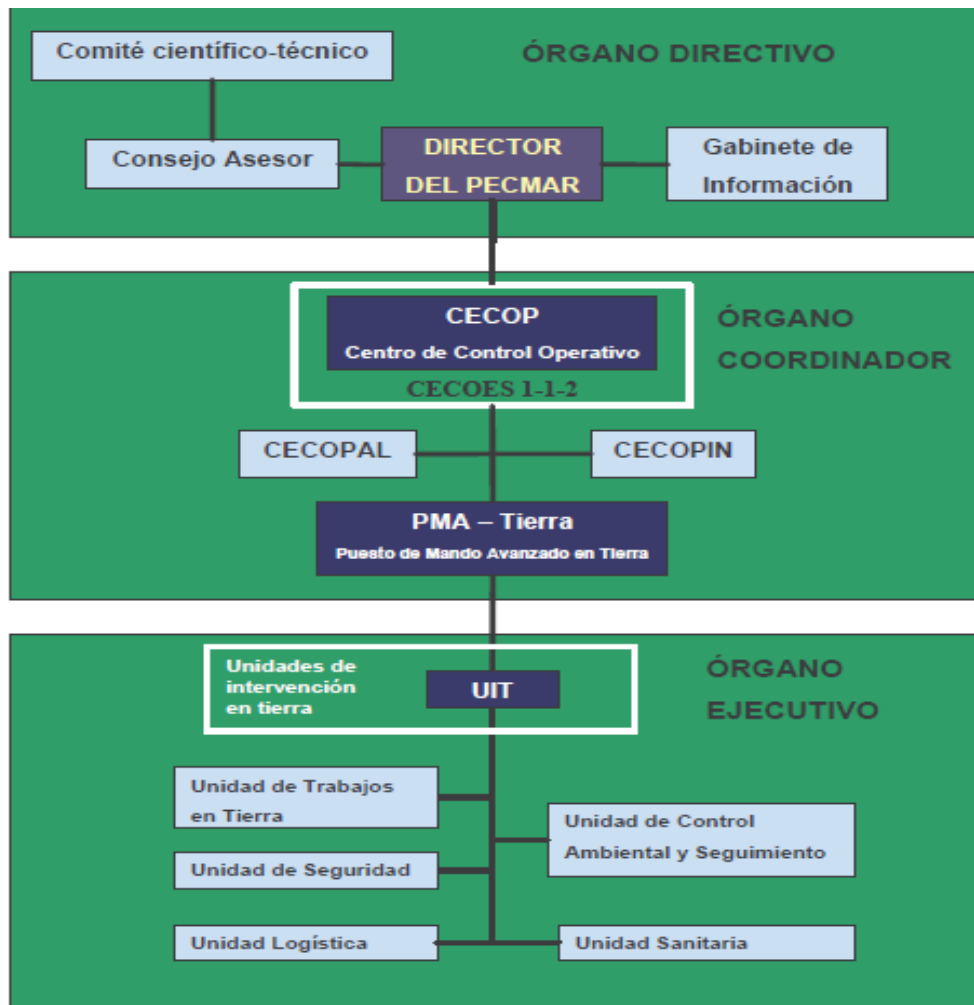 Comité científico-técnico
ÓRGANO DIRECTIVO
Consejo Asesor
DIRECTOR
DEL PECMAR
Gabinete de
Información
CECOP
Centro de Control Operativo
CECOES 1-1-2
ÓRGANO
COORDINADOR
CECOPAL
CECOPIN
PMA – Tierra
Puesto de Mando Avanzado en Tierra
Unidades de
intervención
en tierra
UIT
ÓRGANO
EJECUTIVO
Unidad de Trabajos
en Tierra
Unidad de Control
Ambiental y Seguimiento
Unidad de Seguridad
Unidad Logística
Unidad Sanitaria